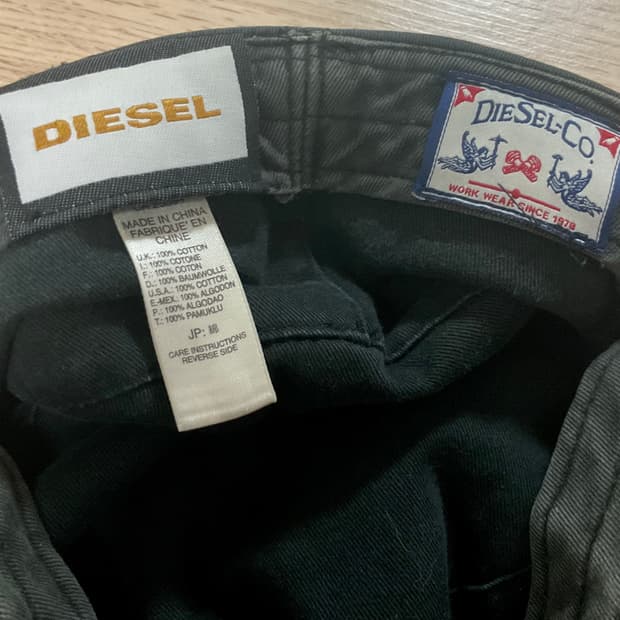 DIESEL
DIESEL-CO.
WORK WEAR SINCE 1978
MADE IN CHINA
FABRIQUE' EN
CHINE
U.K.: 100% COTTON
I.: 100% COTONE
F.: 100% COTON
D.: 100% BAUMWOLLE
U.S.A.: 100% COTTON
E.-MEX.: 100% ALGODON
P.: 100% ALGODAO
T.: 100% PAMUKLU
JP: 綿
CARE INSTRUCTIONS
REVERSE SIDE